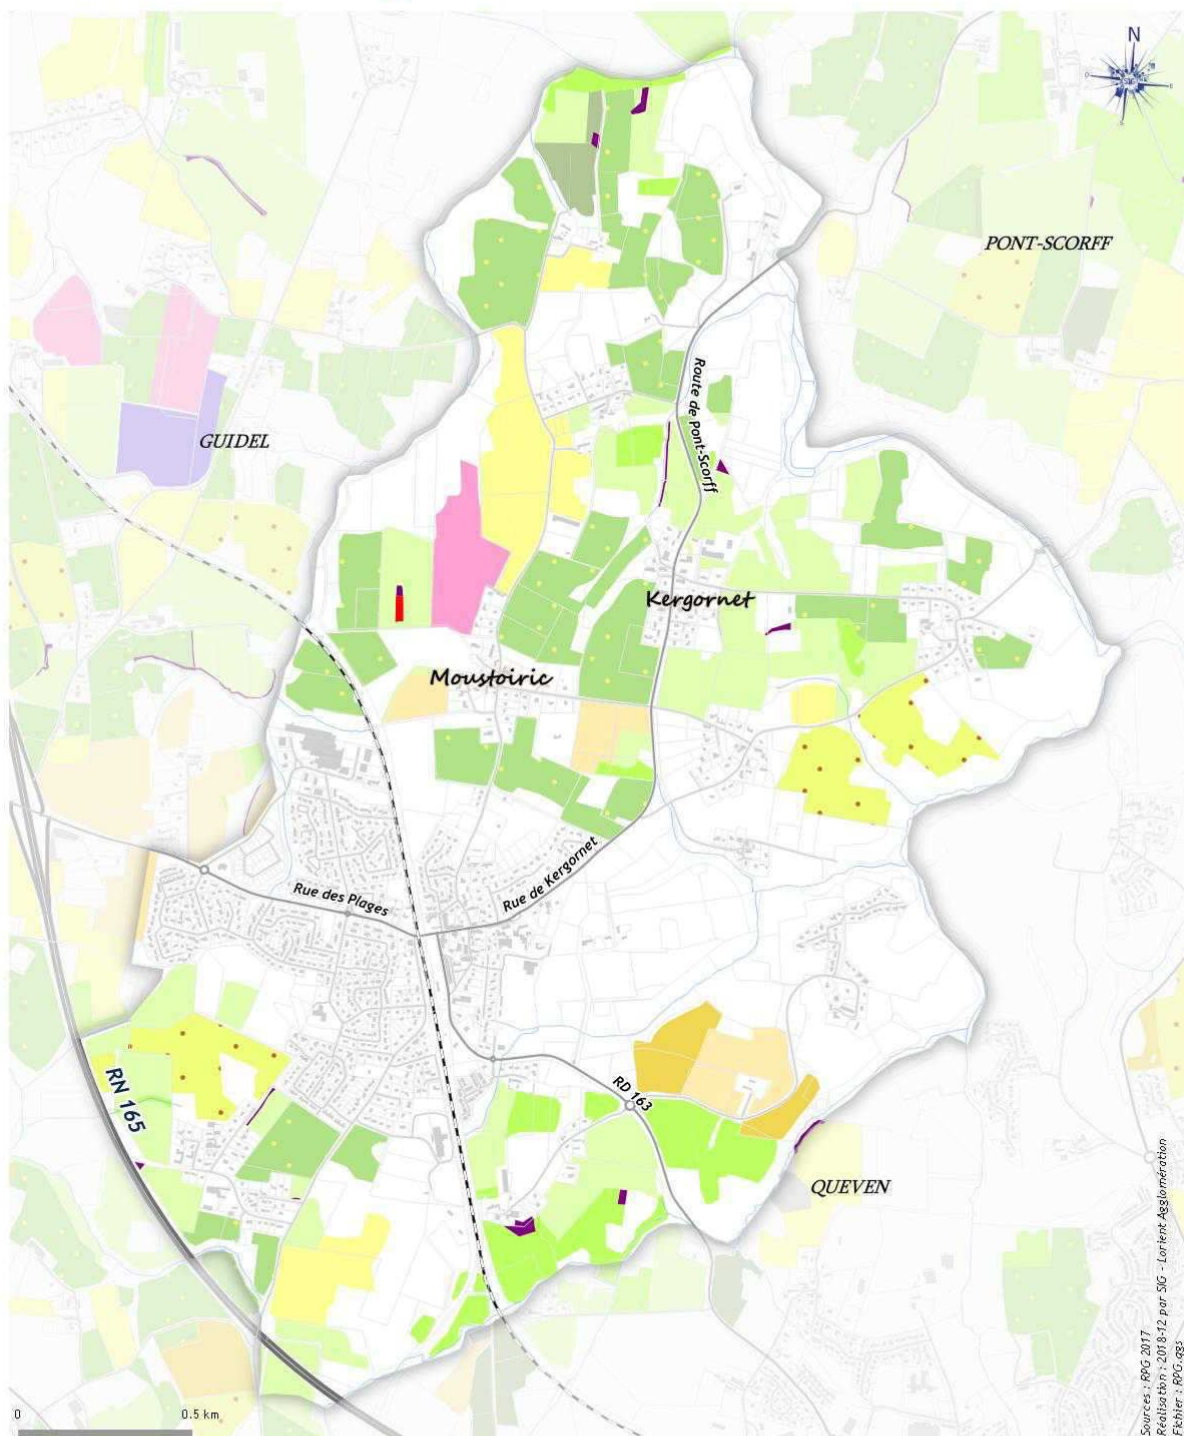 N
PONT-SCORFF
Route de Pont-Scorff
GUIDEL
Kergornet
Moustoiric
Rue de Kergornet
Rue des Plages
RN 165
RD 163
QUEVEN
0 0.5 km
Sources : RPG 2017
Réalisation : 2018-12 par SIG - Lorient Agglomération
Fichier : RPG.qgs